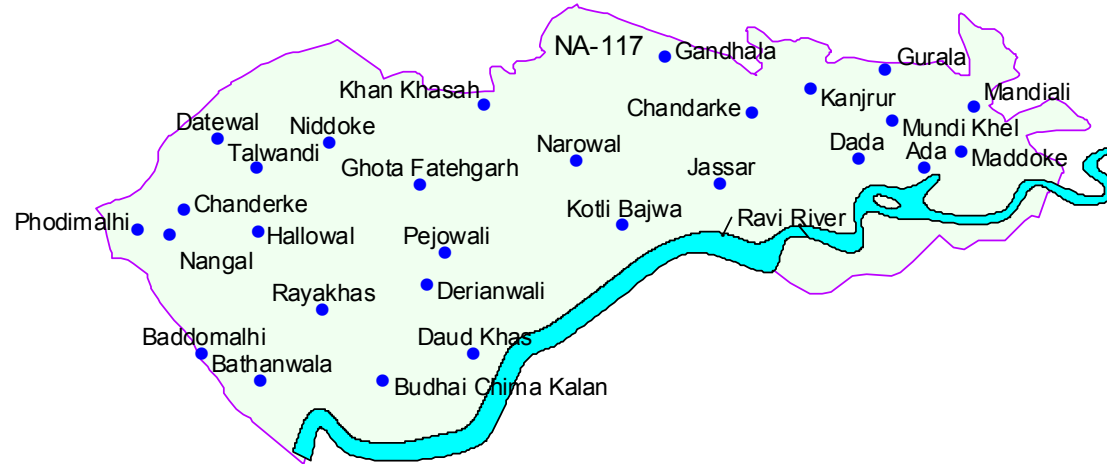 NA-117
Gandhala
Gurala
Khan Khasah
Kanjrur
Mandiali
Chandarke
Datewal
Niddoke
Mundi Khel
Talwandi
Narowal
Dada
Ada
Maddoke
Ghota Fatehgarh
Jassar
Chanderke
Phodimalhi
Kotli Bajwa
Ravi River
Hallowal
Pejowali
Nangal
Rayakhas
Derianwali
Baddomalhi
Daud Khas
Bathanwala
Budhai Chima Kalan